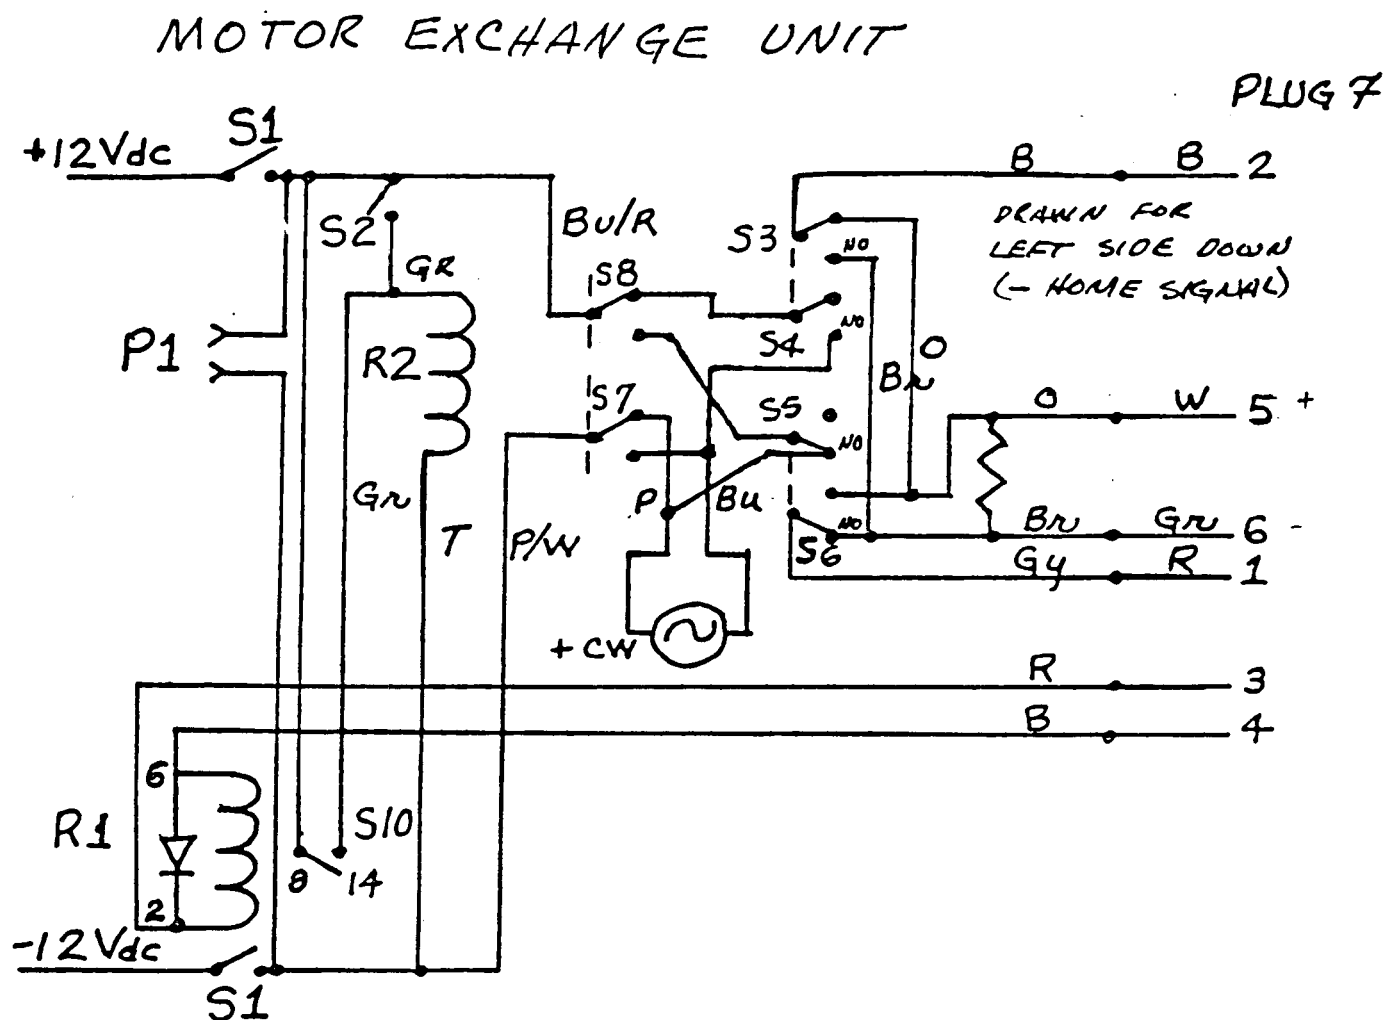 MOTOR EXCHANGE UNIT
PLUG 7
S1
+12Vdc
B B 2
DRAWN FOR
LEFT SIDE DOWN
(- HOME SIGNAL)
S2
Bu/R
S3
NO
GR
S8
P1
R2
S4
NO
Br
O
S7
S5
NO
O W 5 +
Gr
T
P/W
P
Bu
S6
NO
Br Gr 6 -
Gy R 1
+ CW
R 3
B 4
6
R1
S10
8 14
2
-12Vdc
S1